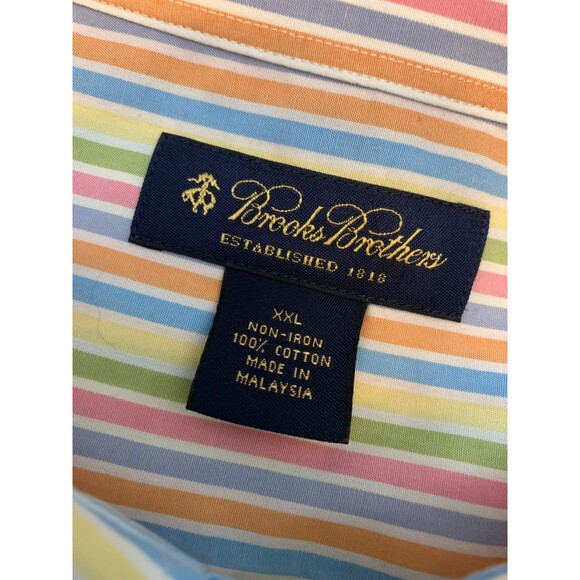 Brooks Brothers
ESTABLISHED 1818
XXL
NON-IRON
100% COTTON
MADE IN
MALAYSIA